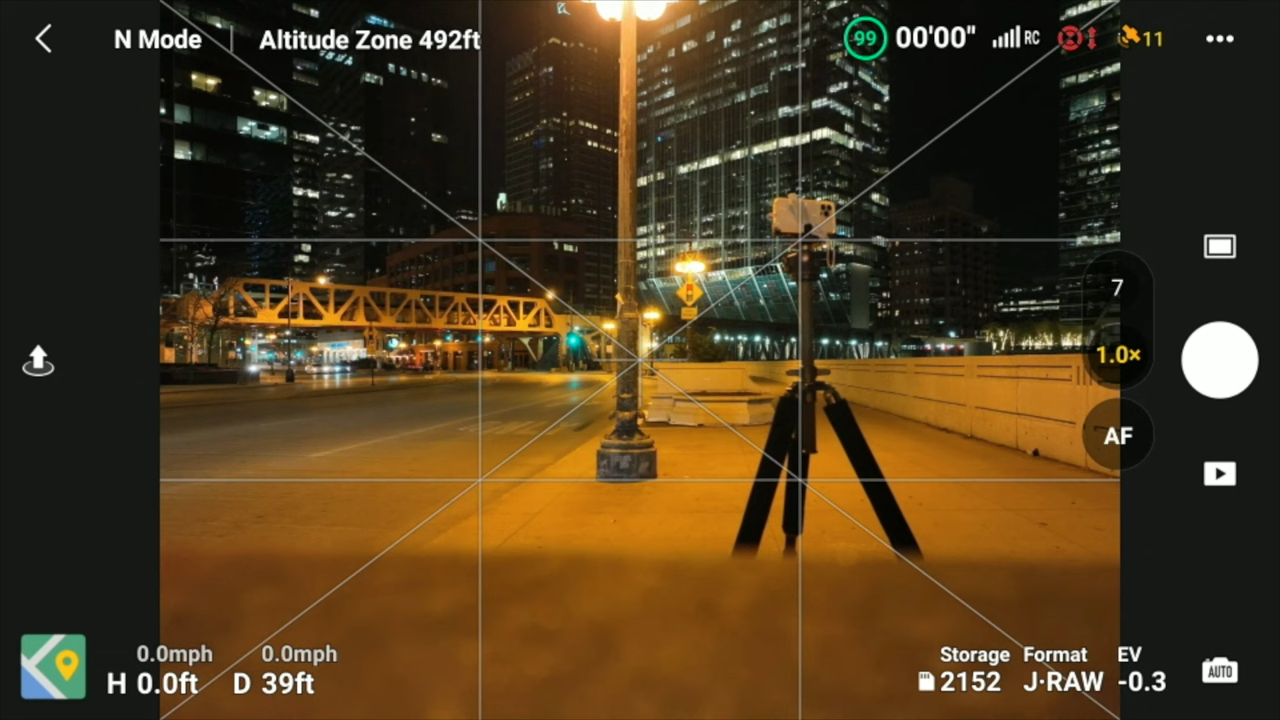 N Mode | Altitude Zone 492ft
99 00'00" RC 11
7
1.0×
AF
0.0mph 0.0mph
H 0.0ft D 39ft
Storage Format EV
2152 J·RAW -0.3
AUTO